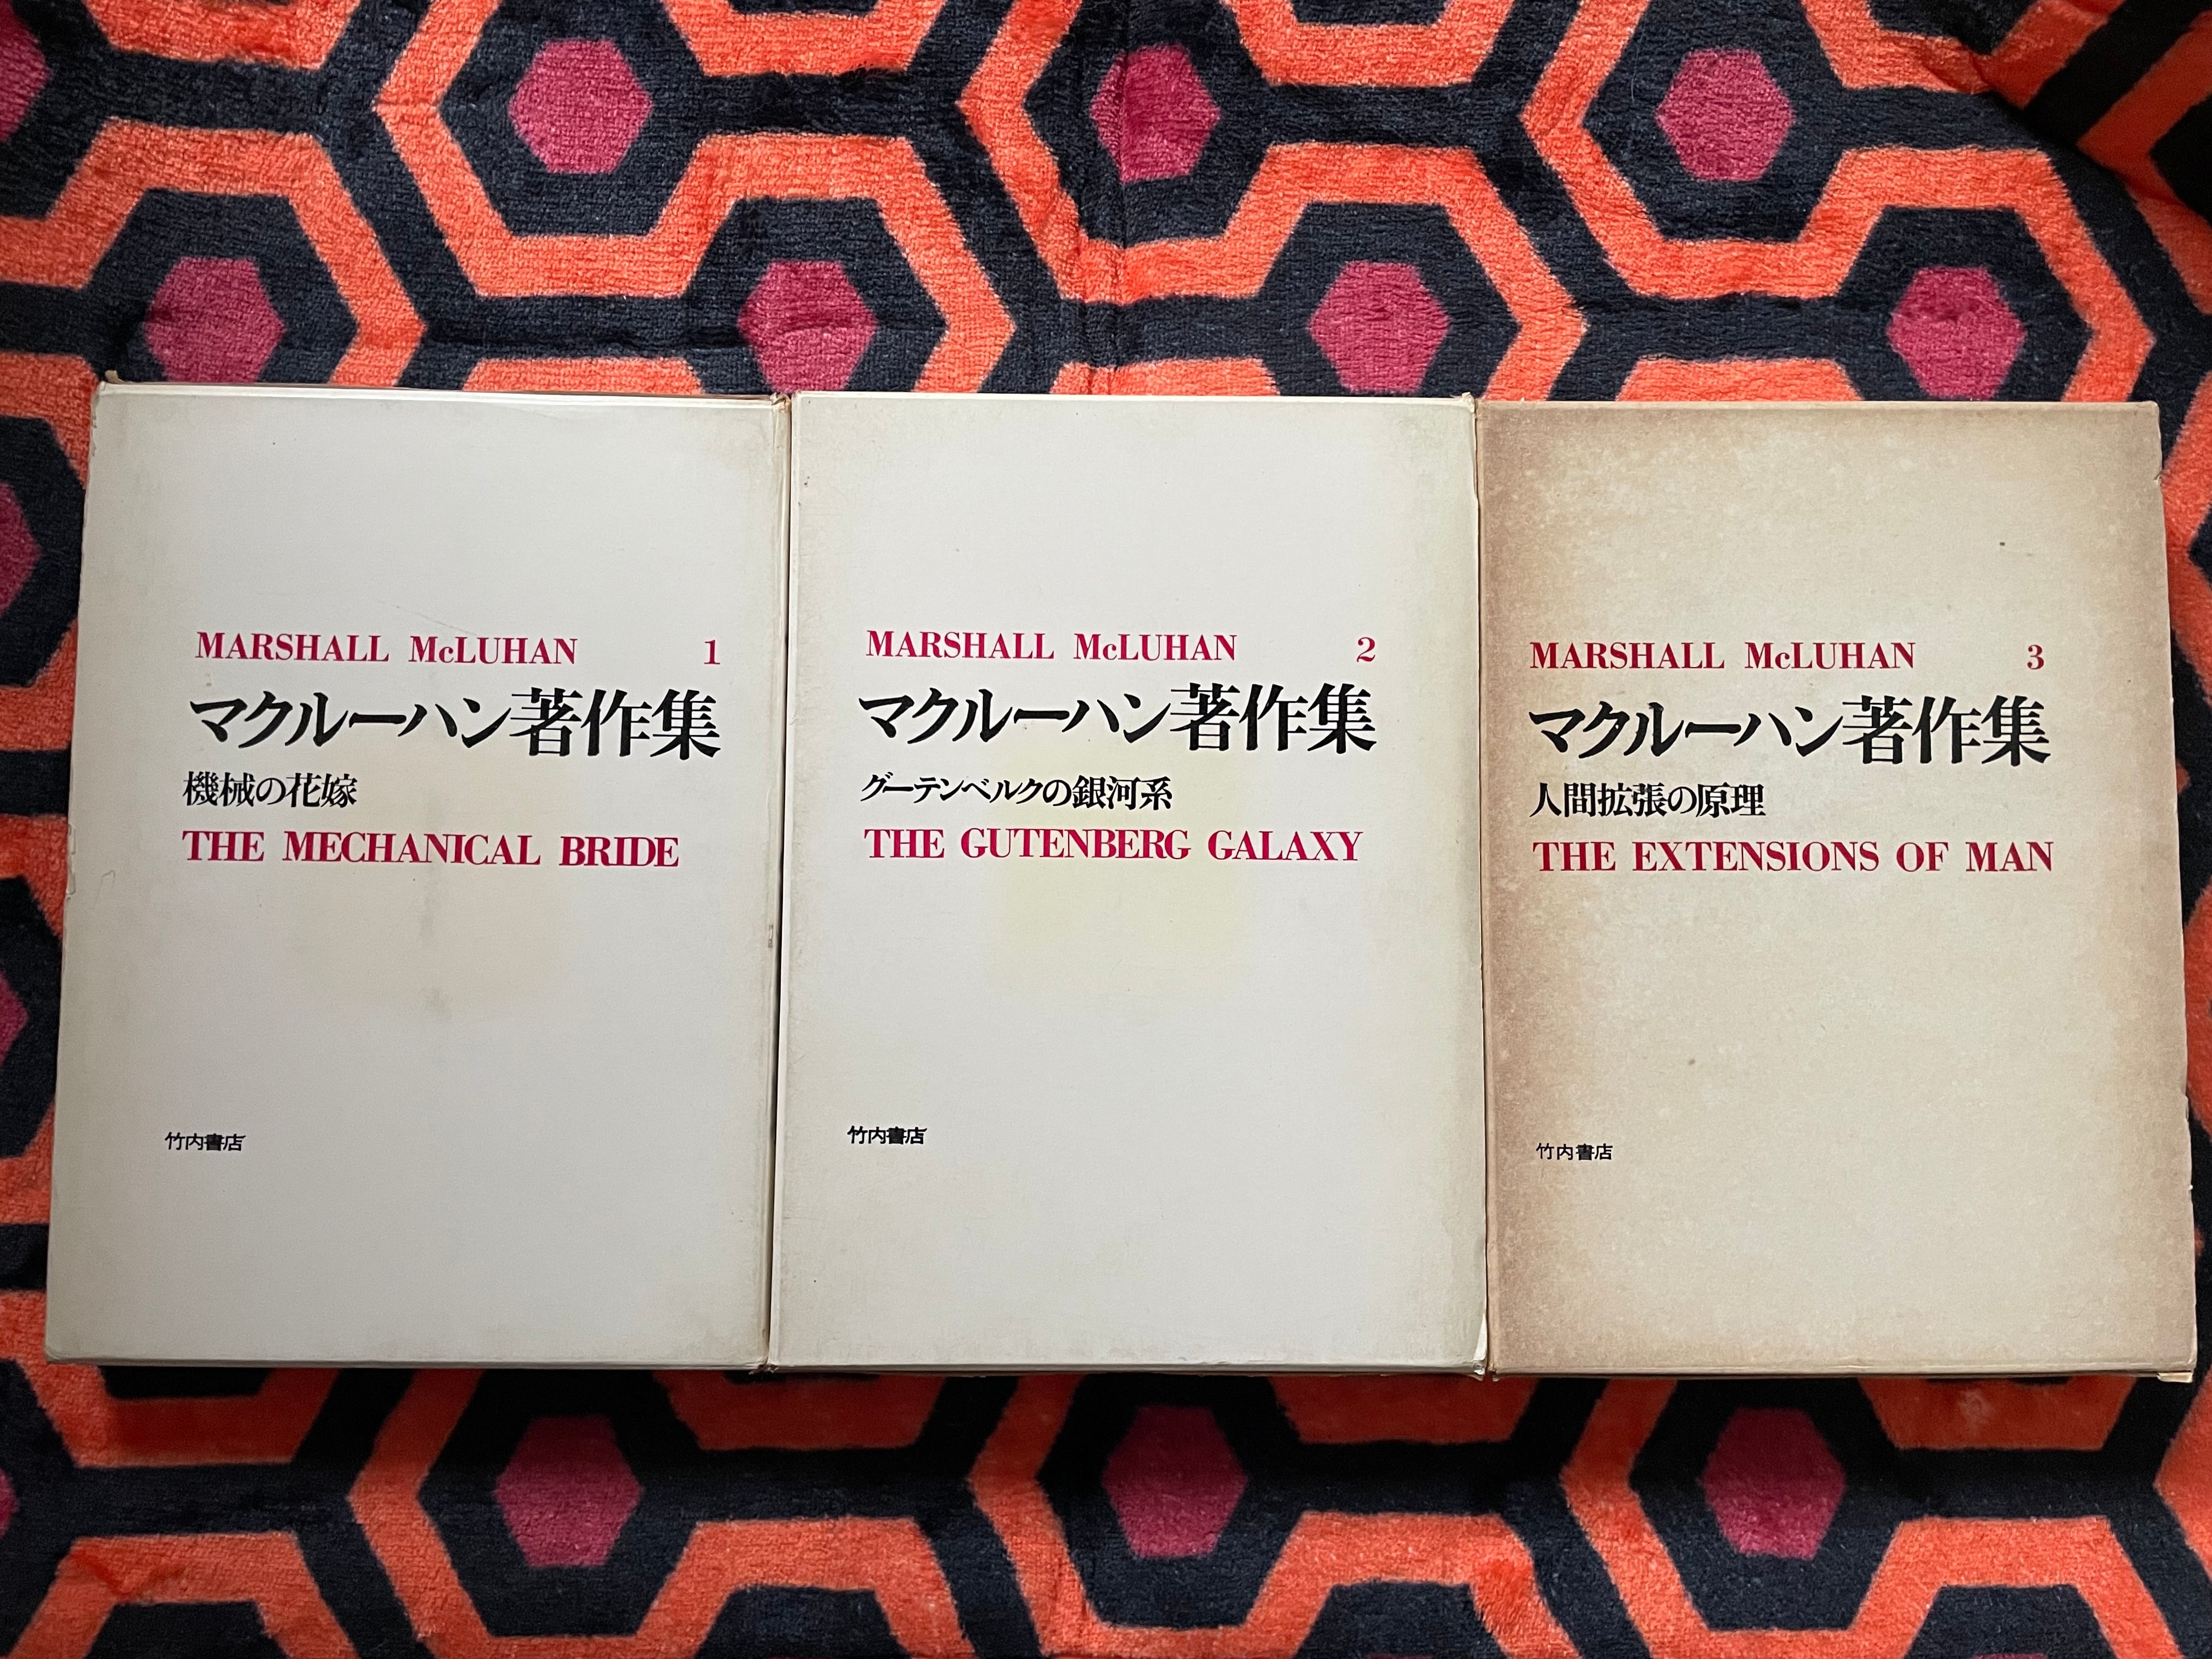 MARSHALL McLUHAN 1
マクルーハン著作集
機械の花嫁
THE MECHANICAL BRIDE
竹内書店
MARSHALL McLUHAN 2
マクルーハン著作集
グーテンベルクの銀河系
THE GUTENBERG GALAXY
竹内書店
MARSHALL McLUHAN 3
マクルーハン著作集
人間拡張の原理
THE EXTENSIONS OF MAN
竹内書店